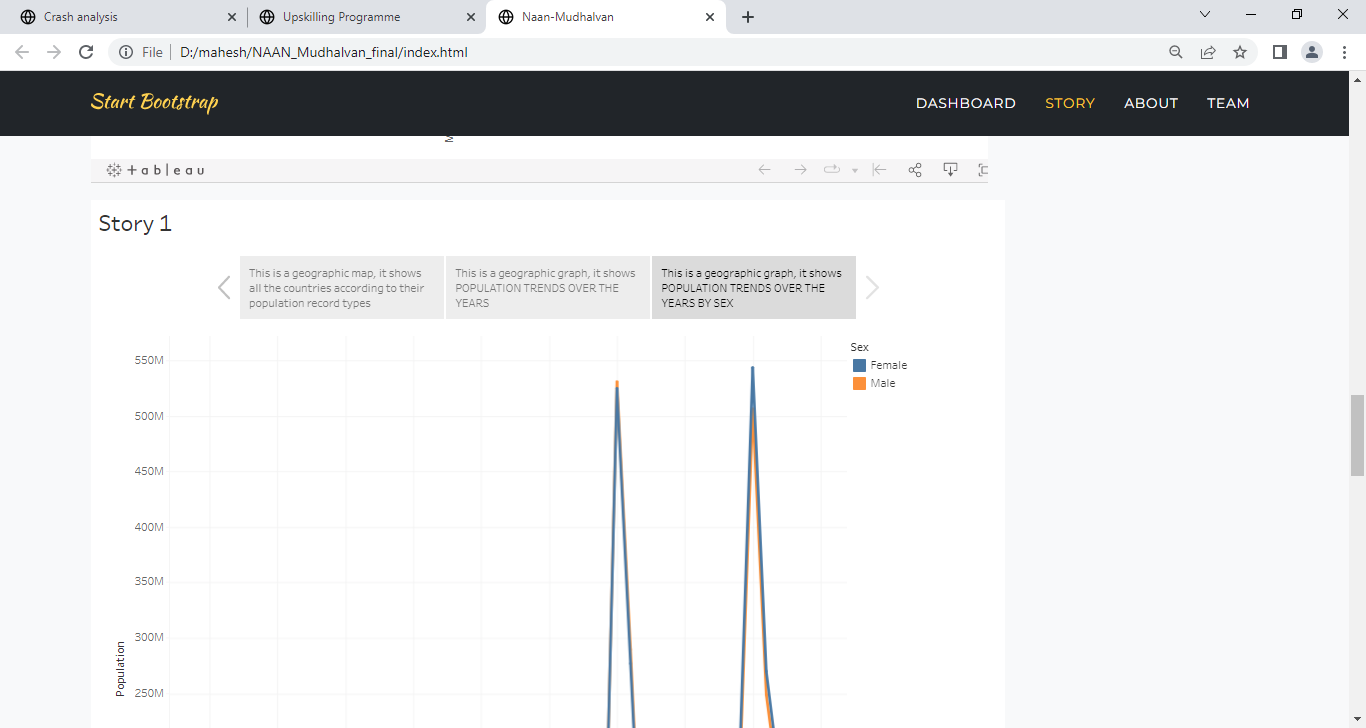 Crash analysis
Upskilling Programme
Naan-Mudhalvan
File
D:/mahesh/NAAN_Mudhalvan_final/index.html
Start Bootstrap
DASHBOARD
STORY
ABOUT
TEAM
+ a b | e a u
Story 1
This is a geographic map, it shows
all the countries according to their
population record types
This is a geographic graph, it shows
POPULATION TRENDS OVER THE
YEARS
This is a geographic graph, it shows
POPULATION TRENDS OVER THE
YEARS BY SEX
Sex
Female
Male
550M
500M
450M
400M
350M
300M
250M
Population